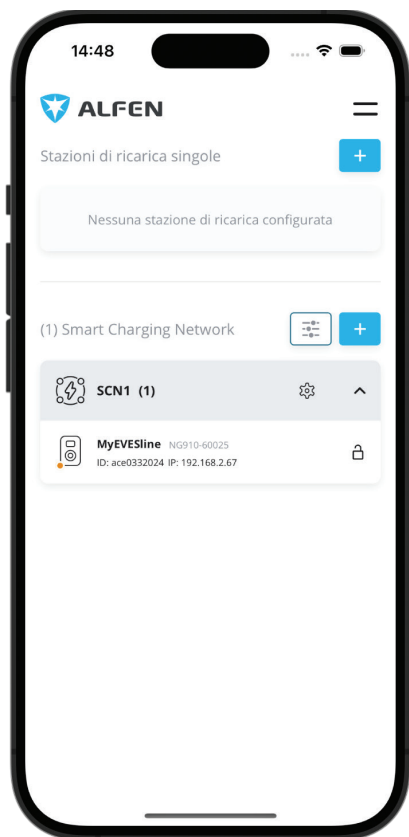 14:48
ALFEN
Stazioni di ricarica singole
+
Nessuna stazione di ricarica configurata
(1) Smart Charging Network
+
SCN1 (1)
MyEVESline NG910-60025
ID: ace0332024 IP: 192.168.2.67